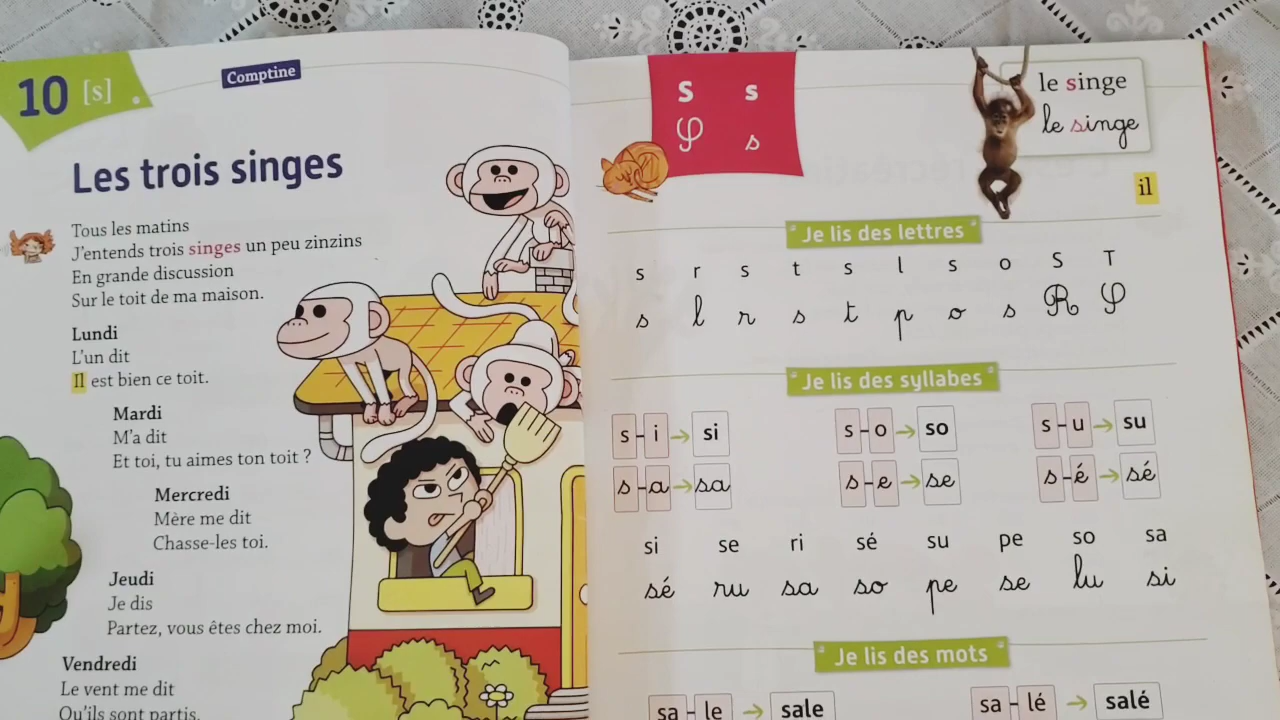 10 [s]
Comptine
Les trois singes
Tous les matins
J'entends trois singes un peu zinzins
En grande discussion
Sur le toit de ma maison.
Lundi
L'un dit
Il est bien ce toit.
Mardi
M'a dit
Et toi, tu aimes ton toit ?
Mercredi
Mère me dit
Chasse-les toi.
Jeudi
Je dis
Partez, vous êtes chez moi.
Vendredi
Le vent me dit
Qu'ils sont partis.
S s
S s
le singe
le singe
il
Je lis des lettres
s r s t s l s o S T
s l r s t p o s R S
Je lis des syllabes
s - i → si s - o → so s - u → su
s - a → sa s - e → se s - é → sé
si se ri sé su pe so sa
sé ru sa so pe se lu si
Je lis des mots
sa - le → sale sa - lé → salé